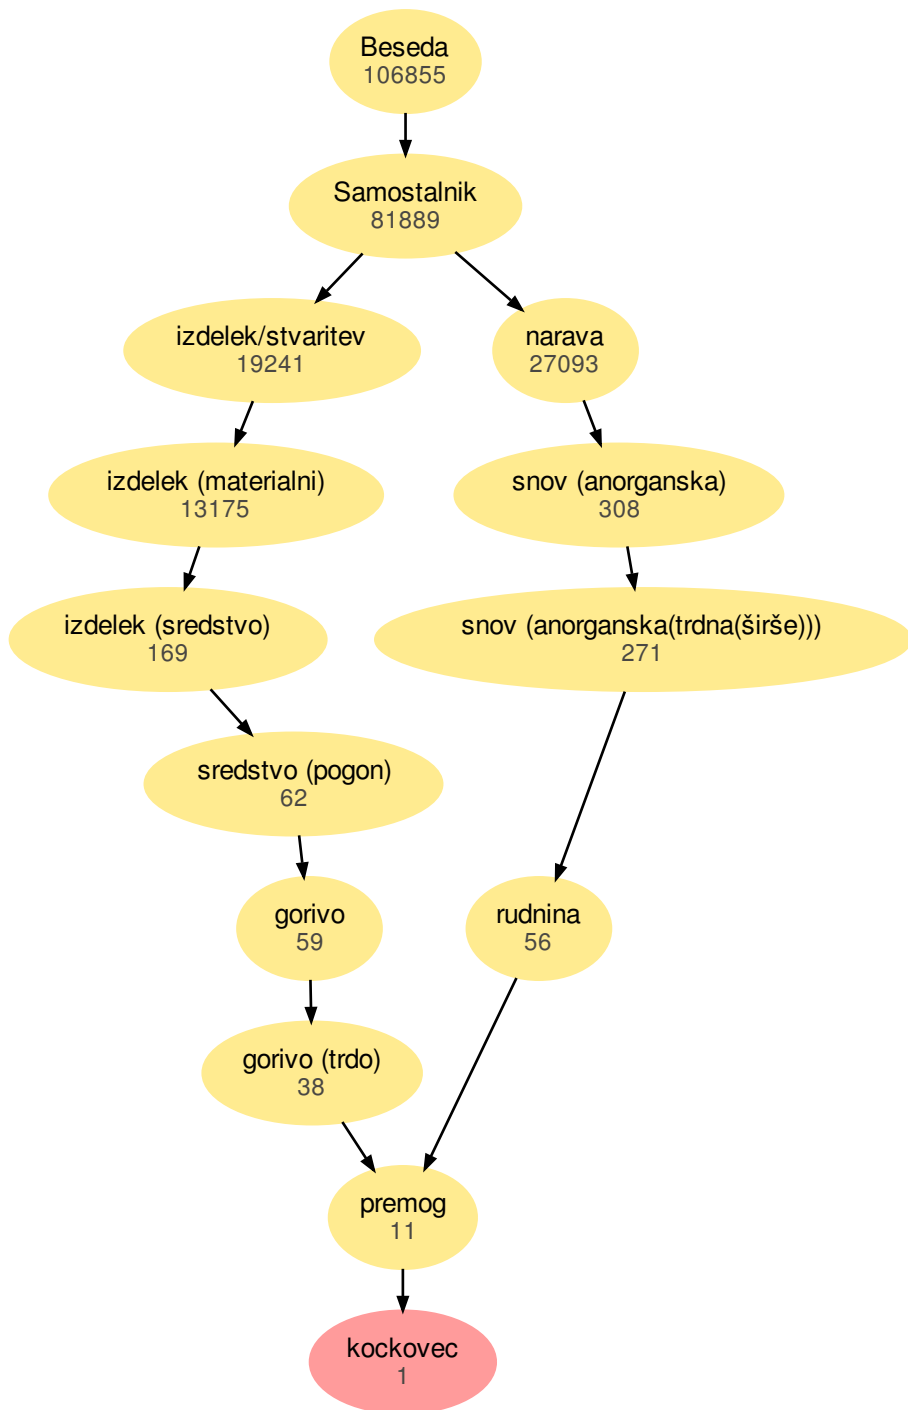 Beseda
106855
Samostalnik
81889
izdelek/stvaritev
19241
narava
27093
izdelek (materialni)
13175
snov (anorganska)
308
izdelek (sredstvo)
169
snov (anorganska(trdna(širše)))
271
sredstvo (pogon)
62
gorivo
59
rudnina
56
gorivo (trdo)
38
premog
11
kockovec
1